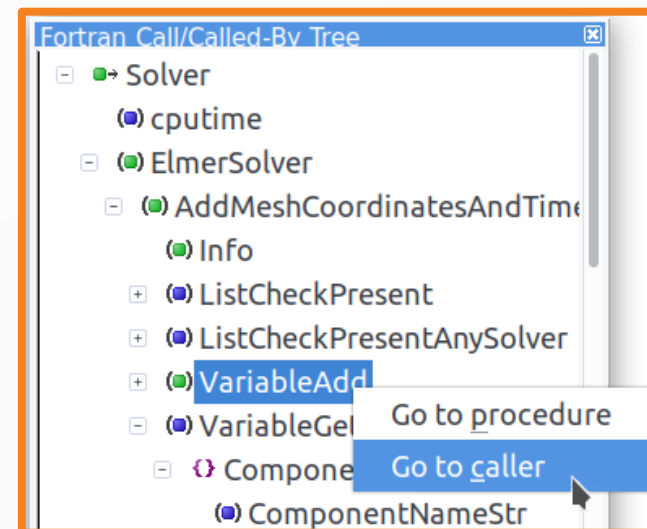 Fortran Call/Called-By Tree
Solver
cputime
ElmerSolver
AddMeshCoordinatesAndTime
Info
ListCheckPresent
ListCheckPresentAnySolver
VariableAdd
Go to procedure
VariableGet
Go to caller
Compone
ComponentNameStr